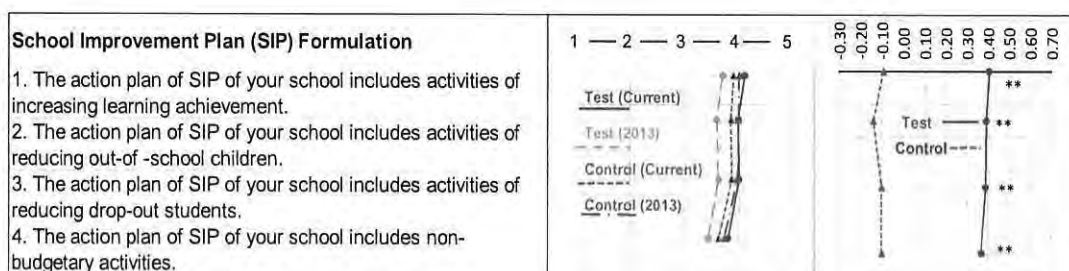 School Improvement Plan (SIP) Formulation
1. The action plan of SIP of your school includes activities of
increasing learning achievement.
2. The action plan of SIP of your school includes activities of
reducing out-of -school children.
3. The action plan of SIP of your school includes activities of
reducing drop-out students.
4. The action plan of SIP of your school includes non-
budgetary activities.
1 — 2 — 3 — 4 — 5
Test (Current)
Test (2013)
Control (Current)
Control (2013)
-0.30
-0.20
-0.10
0.00
0.10
0.20
0.30
0.40
0.50
0.60
0.70
**
Test **
Control
**
**